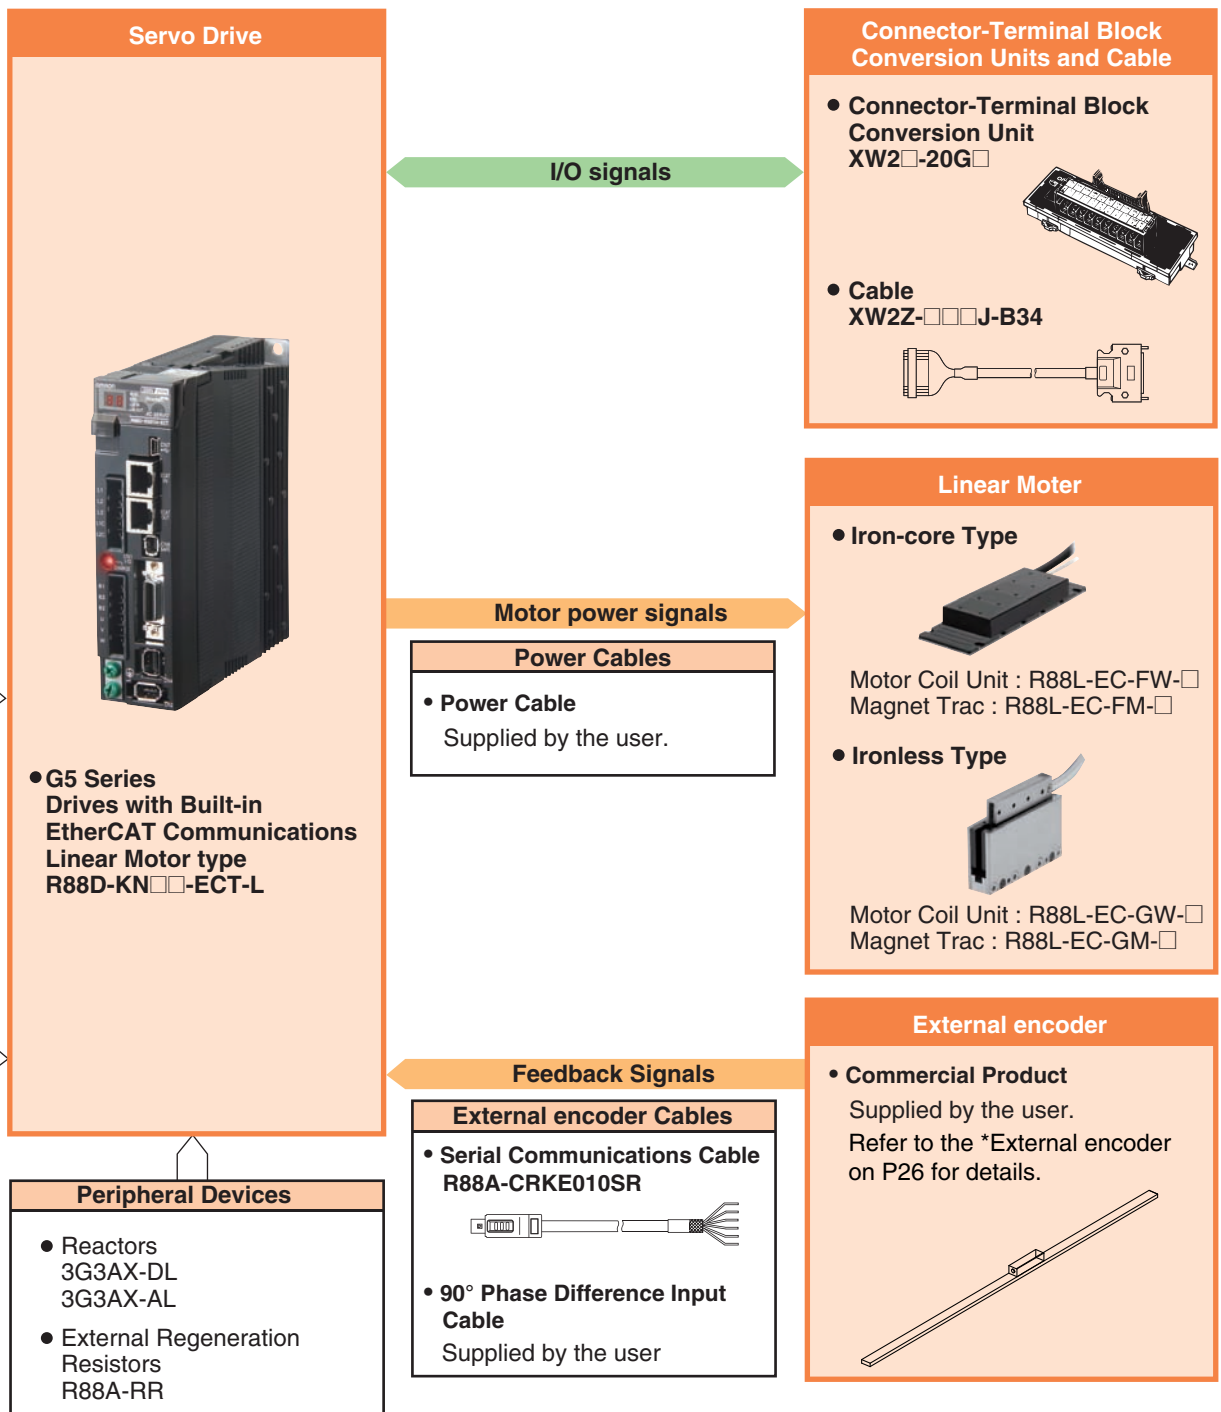 Servo Drive
● G5 Series
Drives with Built-in
EtherCAT Communications
Linear Motor type
R88D-KN□□-ECT-L
Peripheral Devices
● Reactors
3G3AX-DL
3G3AX-AL
● External Regeneration
Resistors
R88A-RR
I/O signals
Motor power signals
Power Cables
• Power Cable
Supplied by the user.
Feedback Signals
External encoder Cables
• Serial Communications Cable
R88A-CRKE010SR
• 90° Phase Difference Input
Cable
Supplied by the user
Connector-Terminal Block
Conversion Units and Cable
● Connector-Terminal Block
Conversion Unit
XW2□-20G□
● Cable
XW2Z-□□□J-B34
Linear Moter
● Iron-core Type
Motor Coil Unit : R88L-EC-FW-□
Magnet Trac : R88L-EC-FM-□
● Ironless Type
Motor Coil Unit : R88L-EC-GW-□
Magnet Trac : R88L-EC-GM-□
External encoder
• Commercial Product
Supplied by the user.
Refer to the *External encoder
on P26 for details.